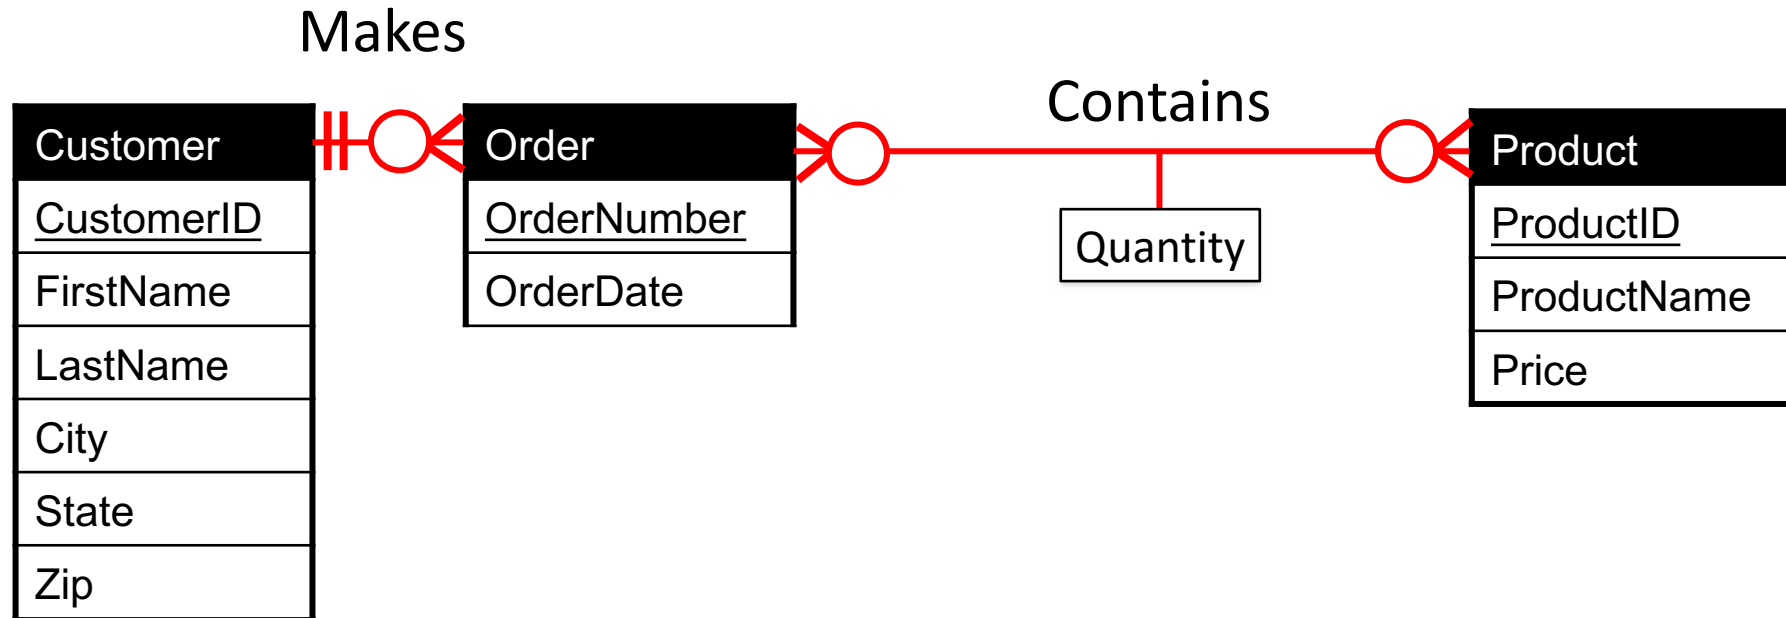 Makes
Contains
Customer
CustomerID
FirstName
LastName
City
State
Zip
Order
OrderNumber
OrderDate
Quantity
Product
ProductID
ProductName
Price